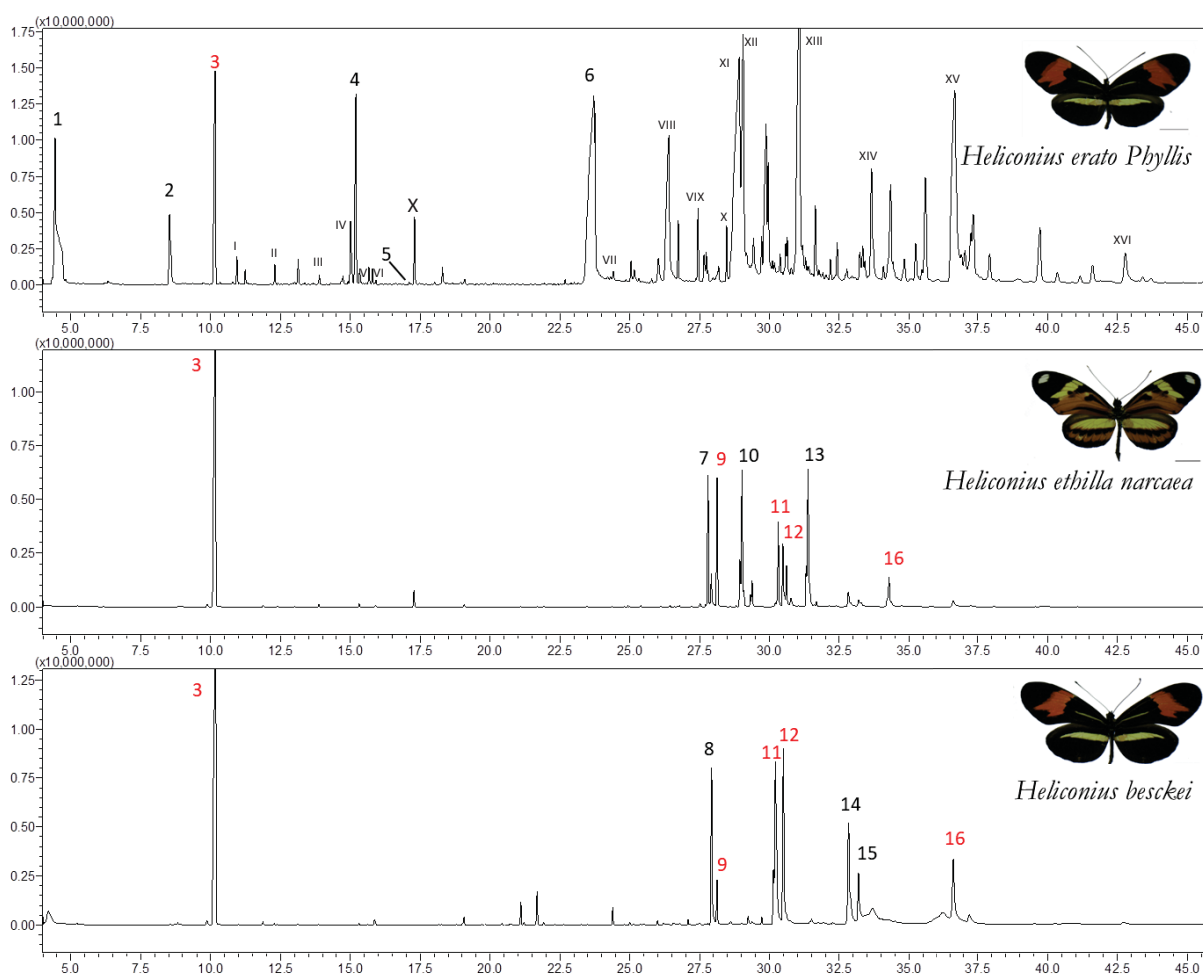 (x10,000,000)
1.75
1.50
1.25
1.00
0.75
0.50
0.25
0.00
1
2
3
I
II
III
IV
4
V
VI
5
X
6
VII
VIII
VIX
X
XI
XII
XIII
XIV
XV
XVI
Heliconius erato Phyllis
5.0 7.5 10.0 12.5 15.0 17.5 20.0 22.5 25.0 27.5 30.0 32.5 35.0 37.5 40.0 42.5 45.0
1.00
0.75
0.50
0.25
0.00
3
7
9
10
11
12
13
16
Heliconius ethilla narcaea
5.0 7.5 10.0 12.5 15.0 17.5 20.0 22.5 25.0 27.5 30.0 32.5 35.0 37.5 40.0 42.5 45.0
(x10,000,000)
1.25
1.00
0.75
0.50
0.25
0.00
3
8
9
11
12
14
15
16
Heliconius besckei
5.0 7.5 10.0 12.5 15.0 17.5 20.0 22.5 25.0 27.5 30.0 32.5 35.0 37.5 40.0 42.5 45.0